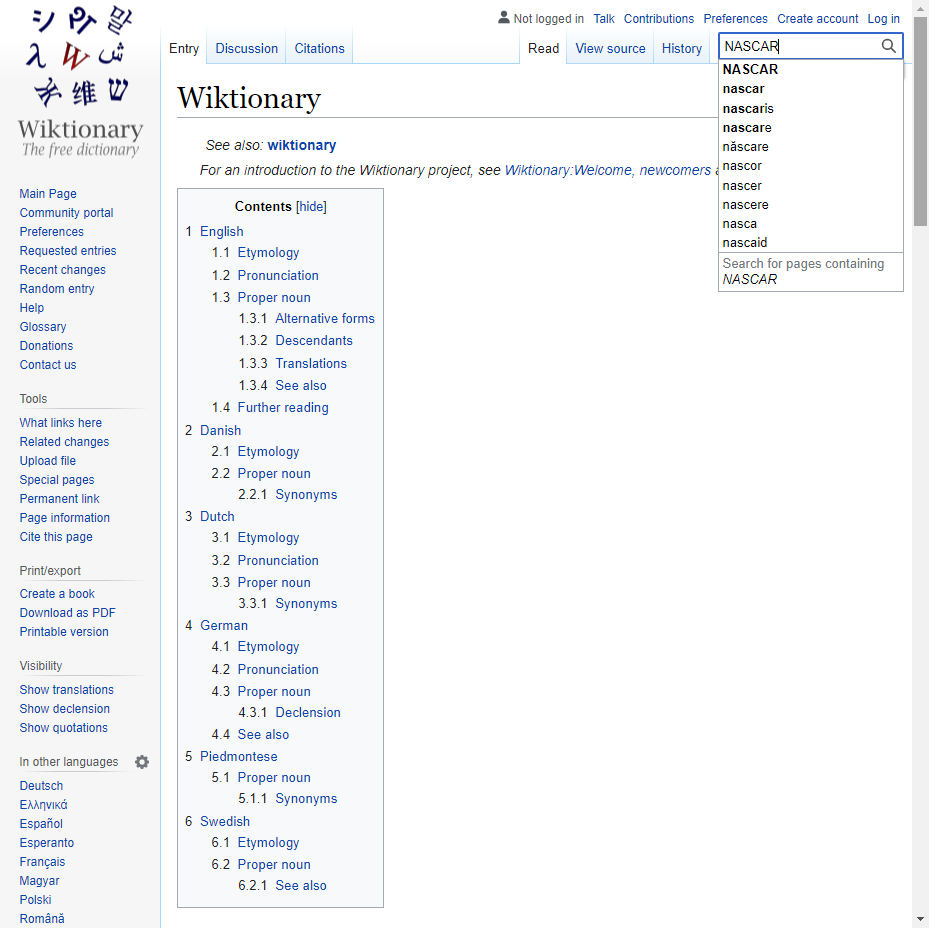 シ Ря 말
λ W ش
क 维 ש
Wiktionary
The free dictionary
Main Page
Community portal
Preferences
Requested entries
Recent changes
Random entry
Help
Glossary
Donations
Contact us
Tools
What links here
Related changes
Upload file
Special pages
Permanent link
Page information
Cite this page
Print/export
Create a book
Download as PDF
Printable version
Visibility
Show translations
Show declension
Show quotations
In other languages
Deutsch
Ελληνικά
Español
Esperanto
Français
Magyar
Polski
Română
Not logged in Talk Contributions Preferences Create account Log in
Entry Discussion Citations Read View source History NASCAR
NASCAR
nascar
nascaris
nascare
născare
nascor
nascer
nascere
nasca
nascaid
Search for pages containing
NASCAR
Wiktionary
See also: wiktionary
For an introduction to the Wiktionary project, see Wiktionary:Welcome, newcomers
Contents [hide]
1 English
1.1 Etymology
1.2 Pronunciation
1.3 Proper noun
1.3.1 Alternative forms
1.3.2 Descendants
1.3.3 Translations
1.3.4 See also
1.4 Further reading
2 Danish
2.1 Etymology
2.2 Proper noun
2.2.1 Synonyms
3 Dutch
3.1 Etymology
3.2 Pronunciation
3.3 Proper noun
3.3.1 Synonyms
4 German
4.1 Etymology
4.2 Pronunciation
4.3 Proper noun
4.3.1 Declension
4.4 See also
5 Piedmontese
5.1 Proper noun
5.1.1 Synonyms
6 Swedish
6.1 Etymology
6.2 Proper noun
6.2.1 See also